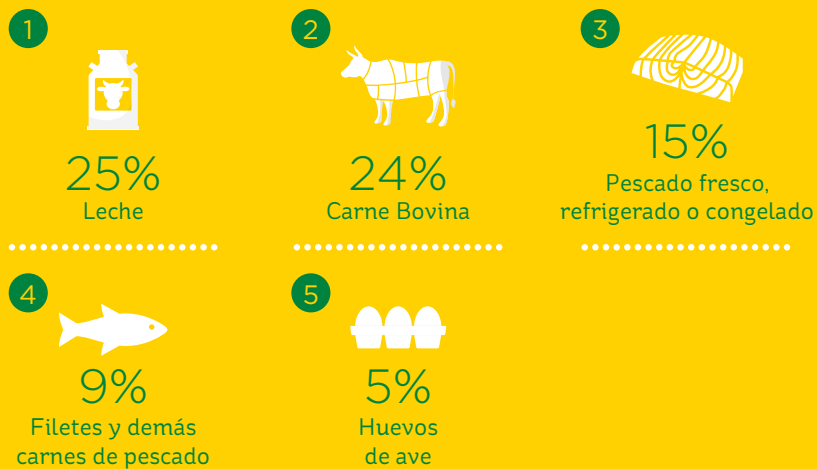 1
25%
Leche
2
24%
Carne Bovina
3
15%
Pescado fresco,
refrigerado o congelado
4
9%
Filetes y demás
carnes de pescado
5
5%
Huevos
de ave